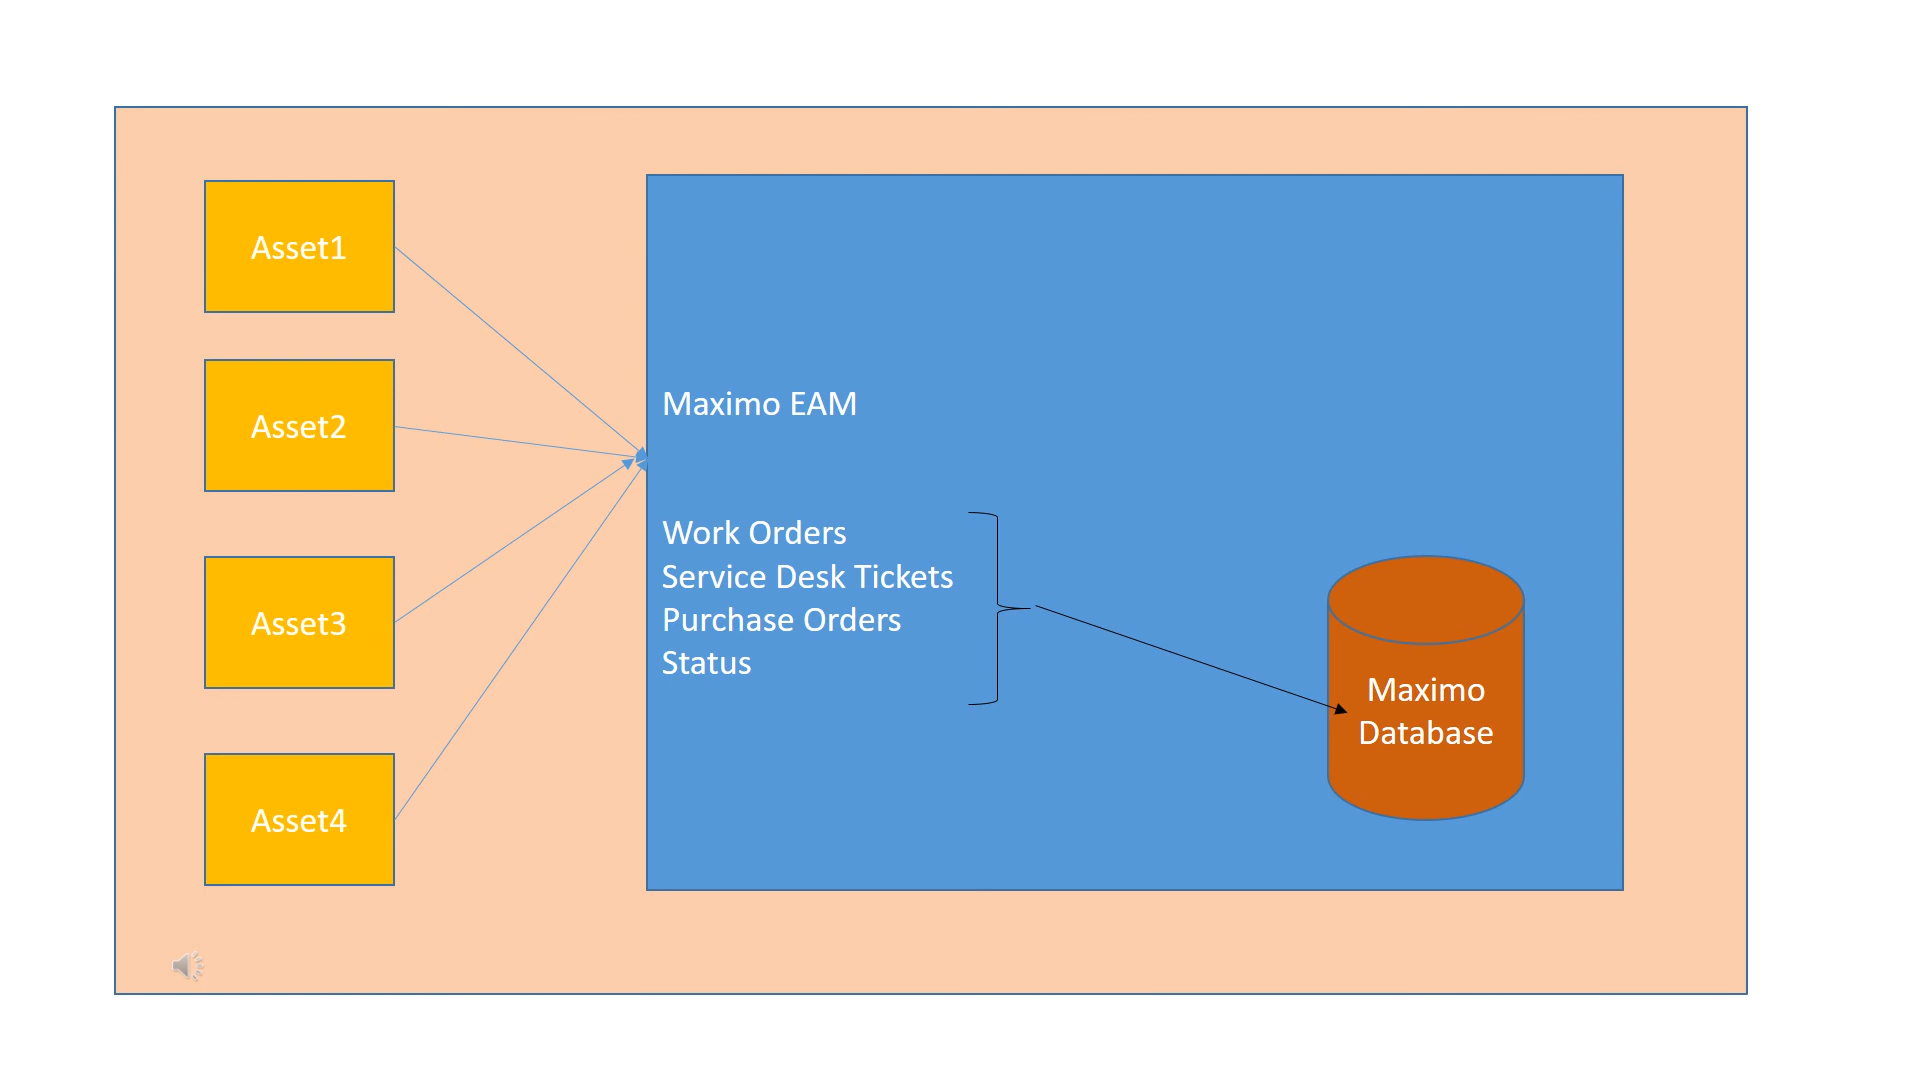 Asset1
Asset2
Asset3
Asset4
Maximo EAM
Work Orders
Service Desk Tickets
Purchase Orders
Status
Maximo
Database